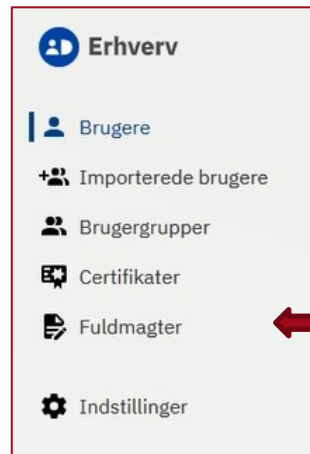 Erhverv
Brugere
Importerede brugere
Brugergrupper
Certifikater
Fuldmagter
Indstillinger